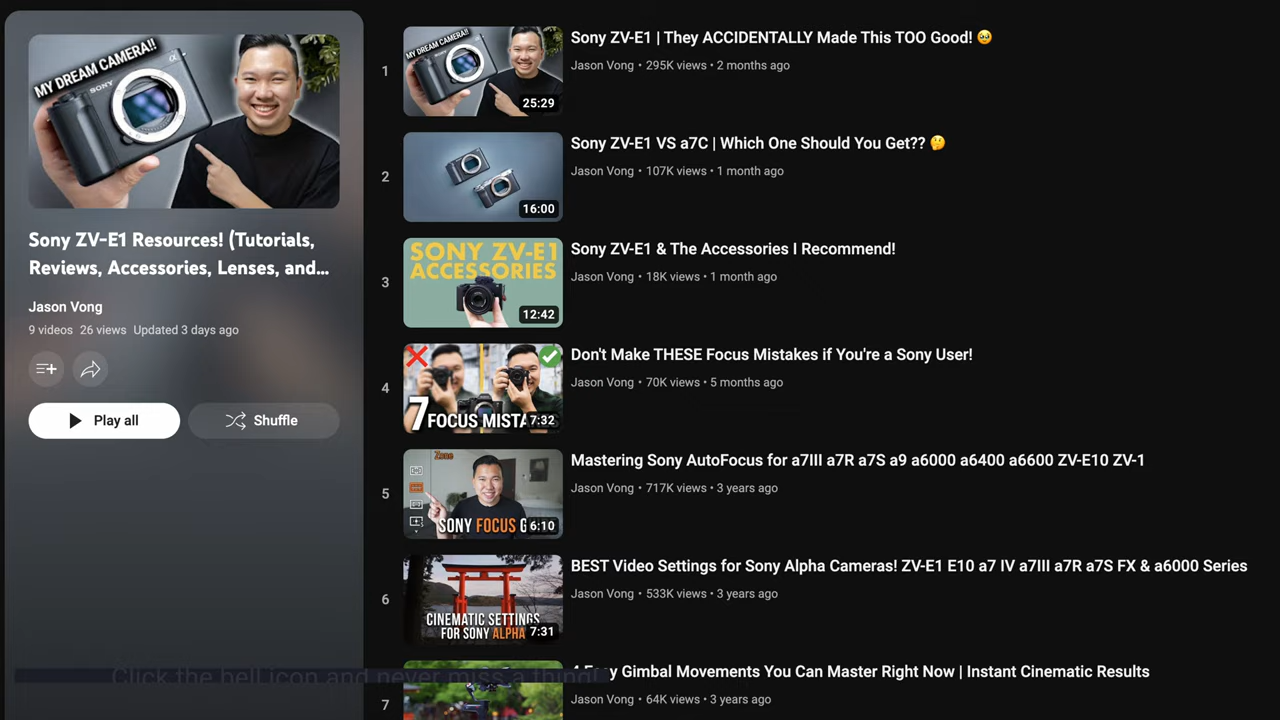 MY DREAM CAMERA!!
SONY
α
Sony ZV-E1 Resources! (Tutorials,
Reviews, Accessories, Lenses, and...
Jason Vong
9 videos 26 views Updated 3 days ago
Play all
Shuffle
1
MY DREAM CAMERA!!
25:29
Sony ZV-E1 | They ACCIDENTALLY Made This TOO Good! 🥹
Jason Vong • 295K views • 2 months ago
2
16:00
Sony ZV-E1 VS a7C | Which One Should You Get?? 🤔
Jason Vong • 107K views • 1 month ago
3
SONY ZV-E1
ACCESSORIES
12:42
Sony ZV-E1 & The Accessories I Recommend!
Jason Vong • 18K views • 1 month ago
4
7 FOCUS MISTA
7:32
Don't Make THESE Focus Mistakes if You're a Sony User!
Jason Vong • 70K views • 5 months ago
5
Zone
SONY FOCUS G
6:10
Mastering Sony AutoFocus for a7III a7R a7S a9 a6000 a6400 a6600 ZV-E10 ZV-1
Jason Vong • 717K views • 3 years ago
6
CINEMATIC SETTINGS
FOR SONY ALPHA
7:31
BEST Video Settings for Sony Alpha Cameras! ZV-E1 E10 a7 IV a7III a7R a7S FX & a6000 Series
Jason Vong • 533K views • 3 years ago
7
4 Easy Gimbal Movements You Can Master Right Now | Instant Cinematic Results
Jason Vong • 64K views • 3 years ago
Click the bell icon and never miss a thing!